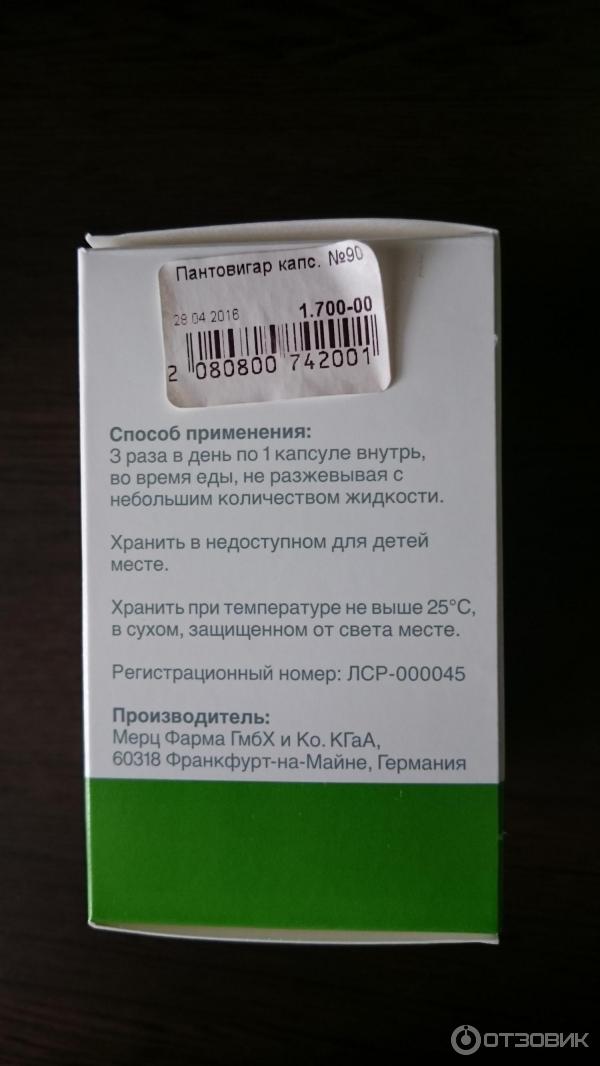 Пантовигар капс. №90
28 04 2016 1.700-00
2 080800 742001
Способ применения:
3 раза в день по 1 капсуле внутрь,
во время еды, не разжевывая с
небольшим количеством жидкости.
Хранить в недоступном для детей
месте.
Хранить при температуре не выше 25°С,
в сухом, защищенном от света месте.
Регистрационный номер: ЛСР-000045
Производитель:
Мерц Фарма ГмбХ и Ко. КГаА,
60318 Франкфурт-на-Майне, Германия
ОТЗОВИК